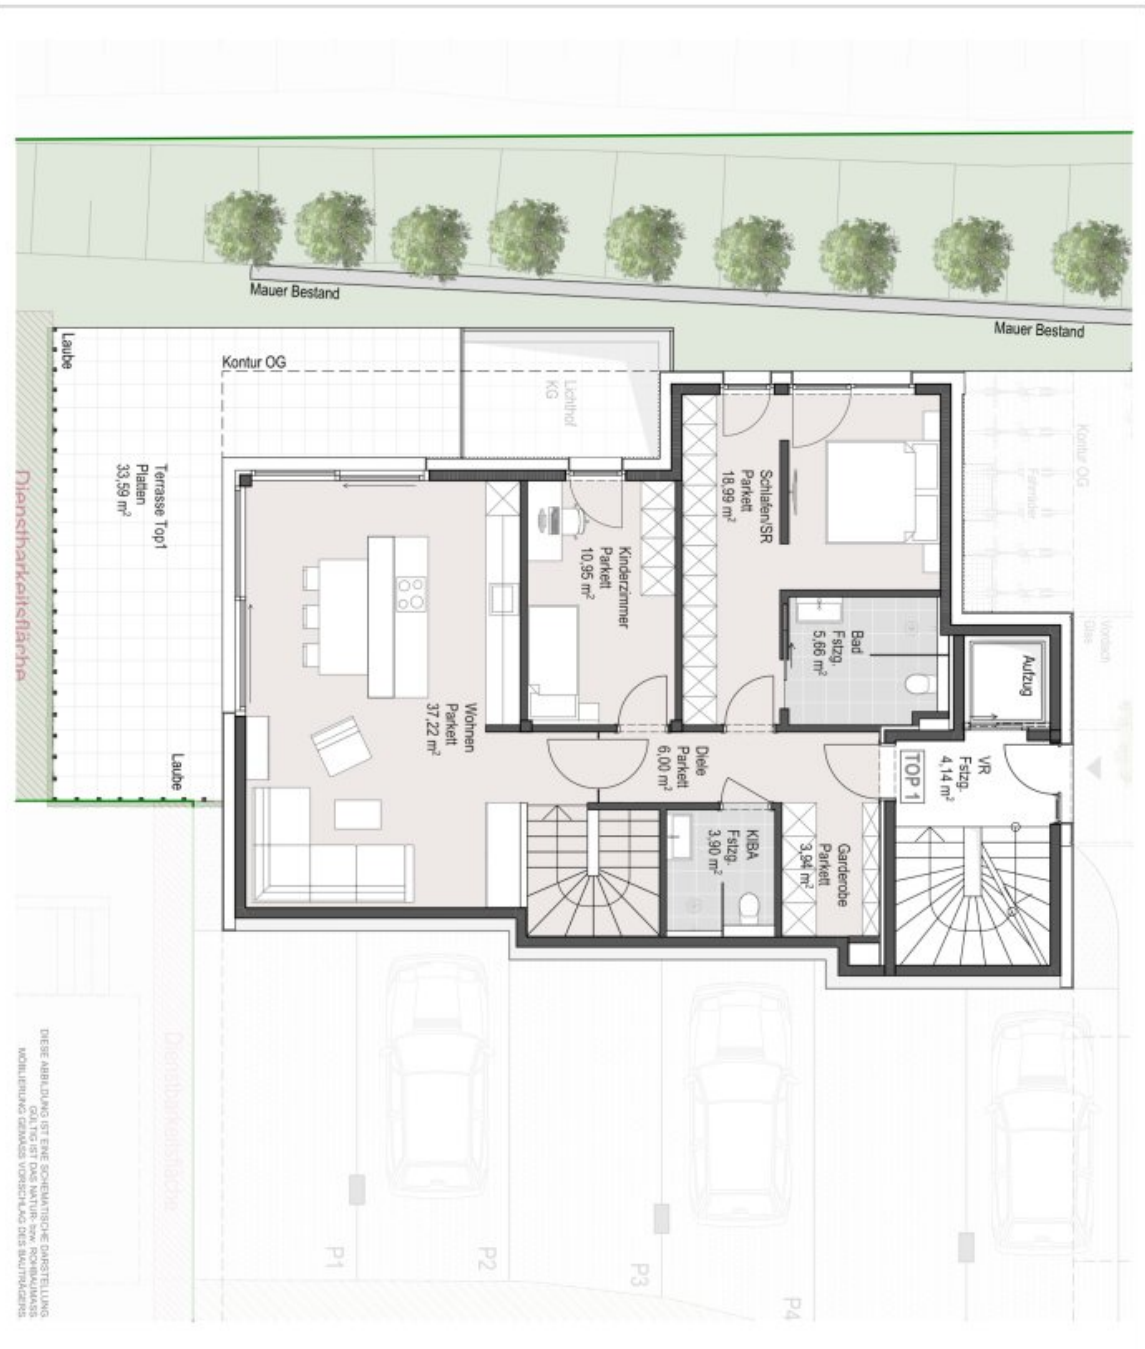 Mauer Bestand
Mauer Bestand
Laube
Kontur OG
Lichthof
KG
Kontur OG
Fahrräder
Vordach
Glas
Terrasse Top1
Platten
33,59 m²
Dienstbarkeitsfläche
Schlafen/SR
Parkett
18,99 m²
Kinderzimmer
Parkett
10,95 m²
Bad
Fstzg.
5,66 m²
Aufzug
Wohnen
Parkett
37,22 m²
Diele
Parkett
6,00 m²
TOP 1
VR
Fstzg.
4,14 m²
Laube
KIBA
Fstzg.
3,90 m²
Garderobe
Parkett
3,94 m²
Dienstbarkeitsfläche
P1
P2
P3
P4
DIESE ABBILDUNG IST EINE SCHEMATISCHE DARSTELLUNG
GÜLTIG IST DAS NATUR- bzw. ROHBAUMASS
MÖBLIERUNG GEMÄSS VORSCHLAG DES BAUTRÄGERS